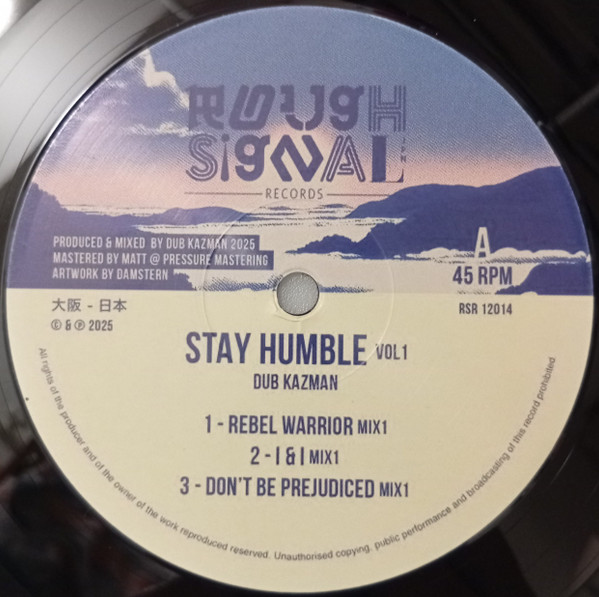 ROUGH
SIGNAL
JPN
RECORDS
PRODUCED & MIXED BY DUB KAZMAN 2025
MASTERED BY MATT @ PRESSURE MASTERING
ARTWORK BY DAMSTERN
A
45 RPM
大阪 - 日本
RSR 12014
© & ℗ 2025
STAY HUMBLE VOL1
DUB KAZMAN
1 - REBEL WARRIOR MIX1
2 - I & I MIX1
3 - DON'T BE PREJUDICED MIX1
All rights of the producer and of the owner of the work reproduced reserved. Unauthorised copying, public performance and broadcasting of this record prohibited